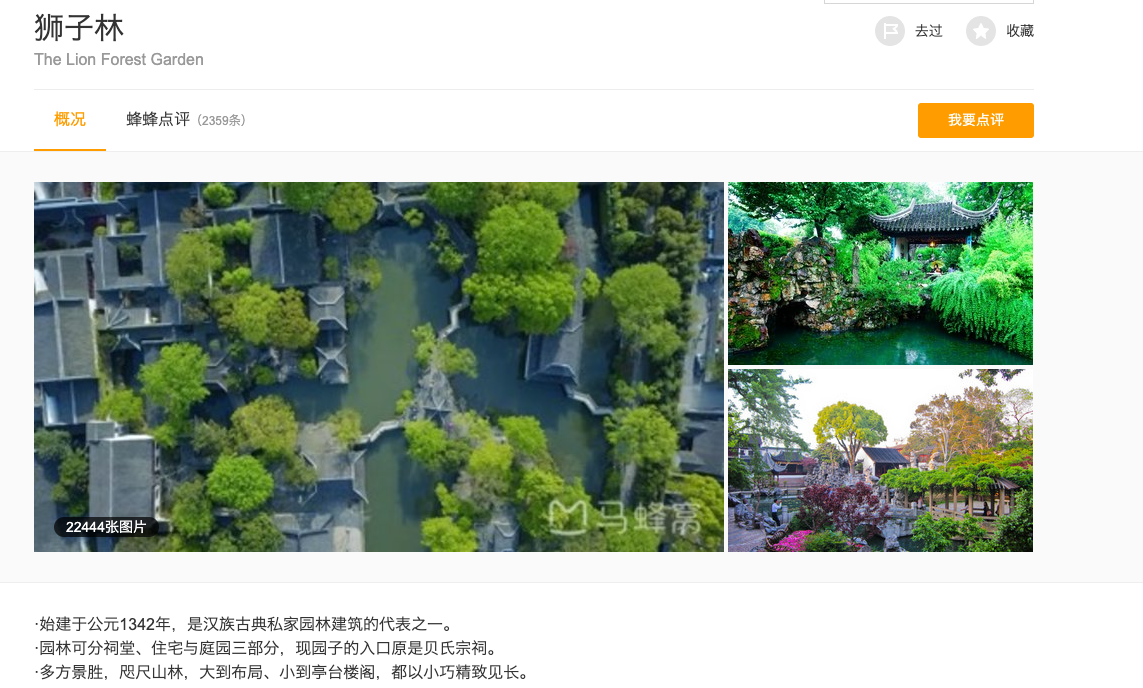 狮子林
去过
收藏
The Lion Forest Garden
概况
蜂蜂点评 (2359条)
我要点评
22444张图片
马蜂窝
·始建于公元1342年，是汉族古典私家园林建筑的代表之一。
·园林可分祠堂、住宅与庭园三部分，现园子的入口原是贝氏宗祠。
·多方景胜，咫尺山林，大到布局、小到亭台楼阁，都以小巧精致见长。